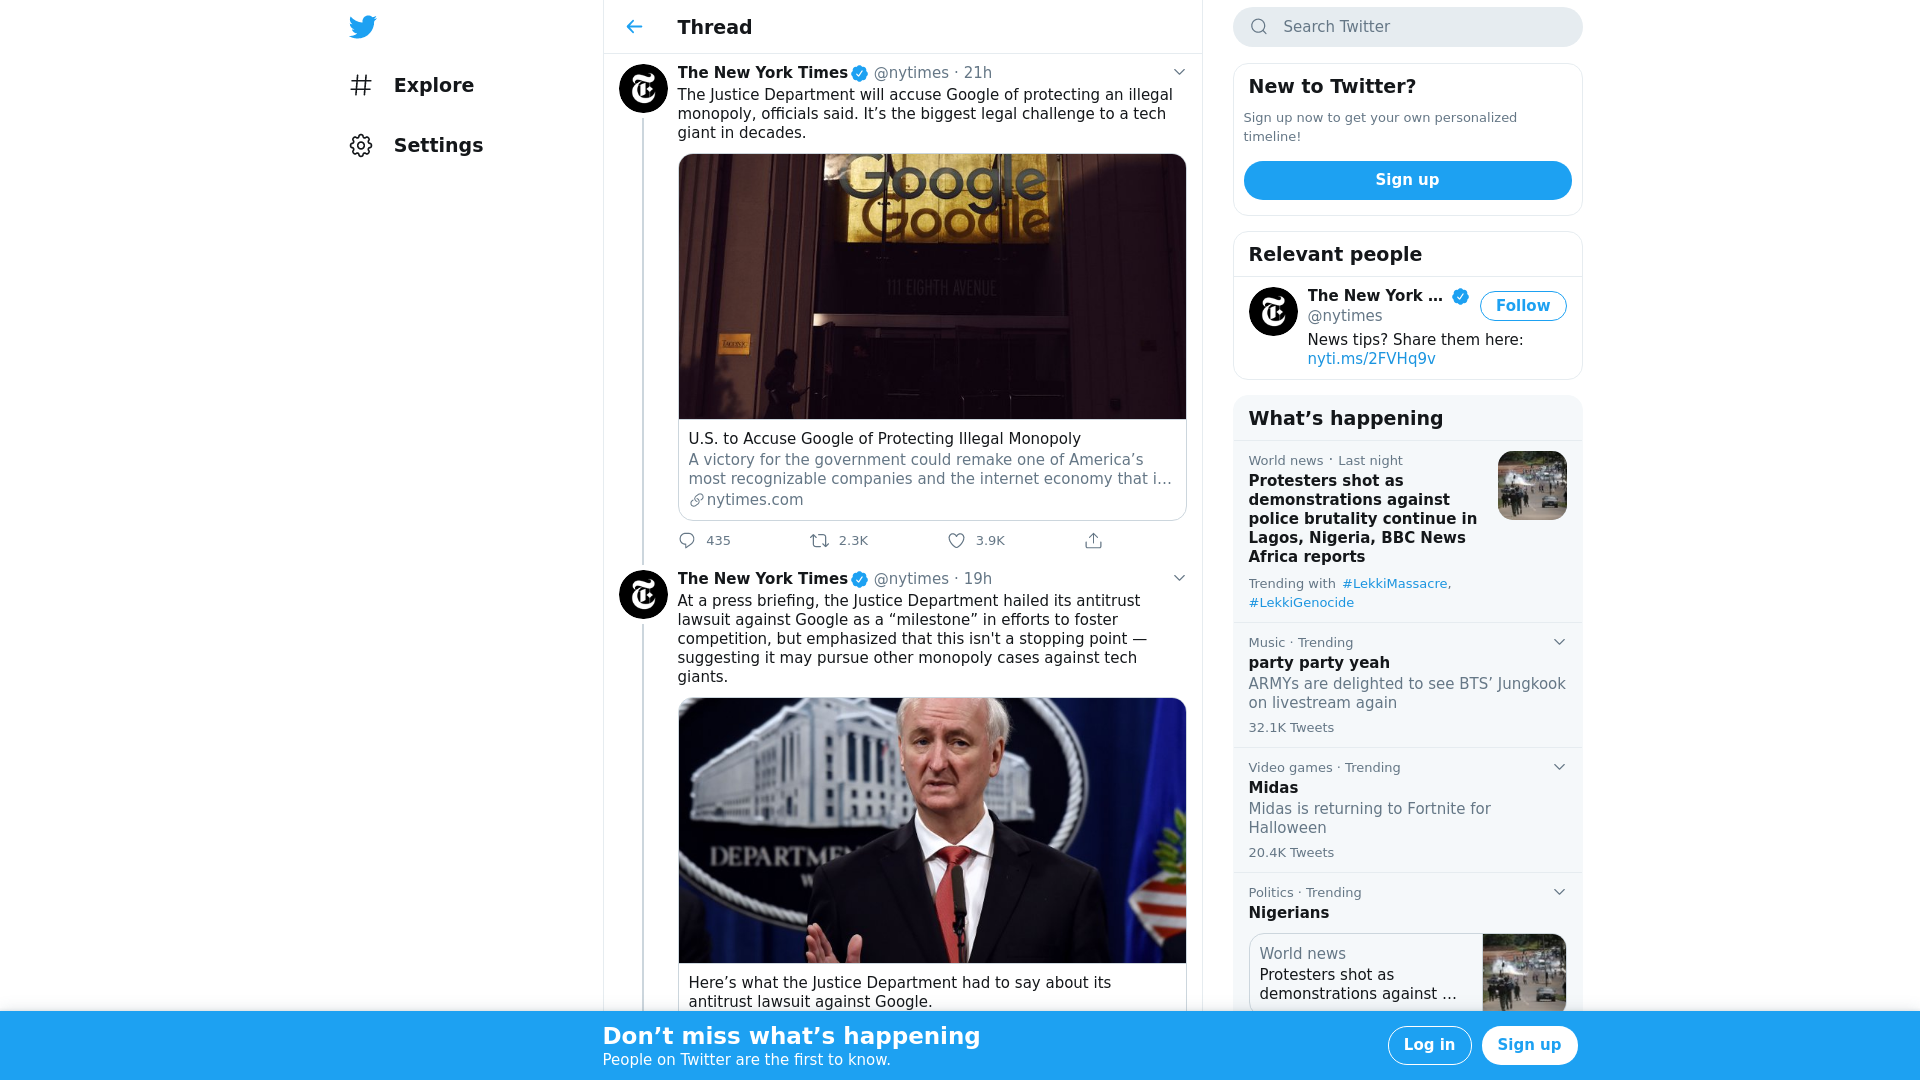 Explore
Settings
Thread
The New York Times @nytimes · 21h
The Justice Department will accuse Google of protecting an illegal
monopoly, officials said. It’s the biggest legal challenge to a tech
giant in decades.
Google
Google
111 EIGHTH AVENUE
U.S. to Accuse Google of Protecting Illegal Monopoly
A victory for the government could remake one of America’s
most recognizable companies and the internet economy that i…
nytimes.com
435 2.3K 3.9K
The New York Times @nytimes · 19h
At a press briefing, the Justice Department hailed its antitrust
lawsuit against Google as a “milestone” in efforts to foster
competition, but emphasized that this isn't a stopping point —
suggesting it may pursue other monopoly cases against tech
giants.
Here’s what the Justice Department had to say about its
antitrust lawsuit against Google.
Search Twitter
New to Twitter?
Sign up now to get your own personalized
timeline!
Sign up
Relevant people
The New York …
Follow
@nytimes
News tips? Share them here:
nyti.ms/2FVHq9v
What’s happening
World news · Last night
Protesters shot as
demonstrations against
police brutality continue in
Lagos, Nigeria, BBC News
Africa reports
Trending with #LekkiMassacre,
#LekkiGenocide
Music · Trending
party party yeah
ARMYs are delighted to see BTS’ Jungkook
on livestream again
32.1K Tweets
Video games · Trending
Midas
Midas is returning to Fortnite for
Halloween
20.4K Tweets
Politics · Trending
Nigerians
World news
Protesters shot as
demonstrations against …
Don’t miss what’s happening
People on Twitter are the first to know.
Log in
Sign up